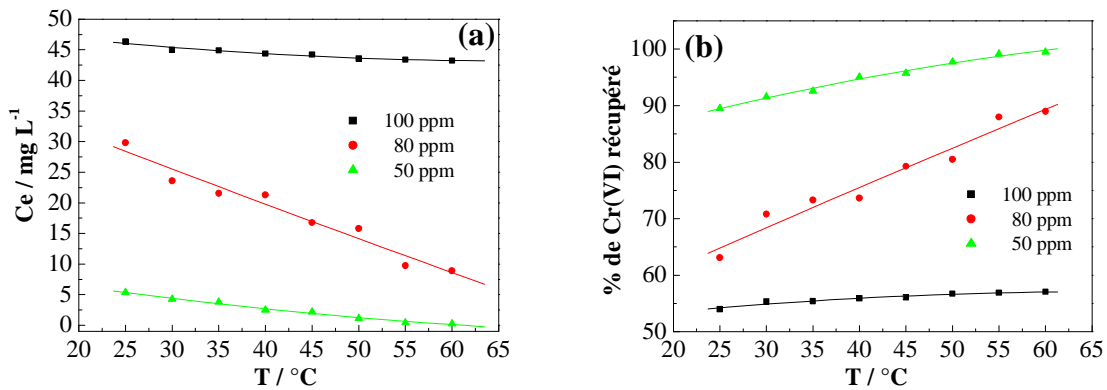 (a)
Ce / mg L-1
50
45
40
35
30
25
20
15
10
5
0
100 ppm
80 ppm
50 ppm
20 25 30 35 40 45 50 55 60 65
T / °C
(b)
% de Cr(VI) récupéré
100
90
80
70
60
50
100 ppm
80 ppm
50 ppm
20 25 30 35 40 45 50 55 60 65
T / °C